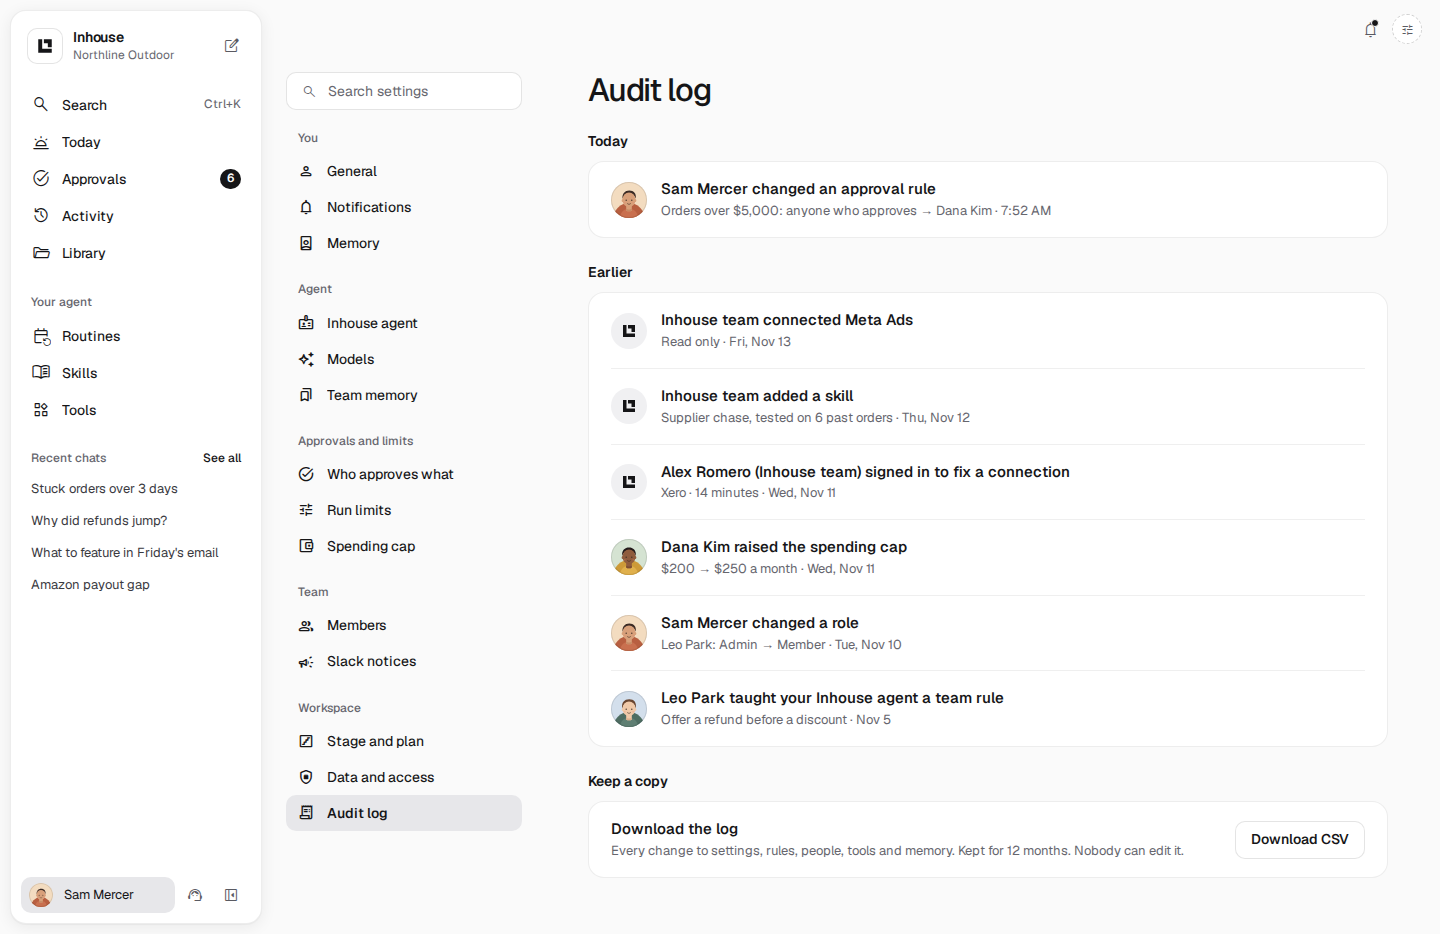 Inhouse
Northline Outdoor
Search Ctrl+K
Today
Approvals 6
Activity
Library
Your agent
Routines
Skills
Tools
Recent chats See all
Stuck orders over 3 days
Why did refunds jump?
What to feature in Friday's email
Amazon payout gap
Sam Mercer
Search settings
You
General
Notifications
Memory
Agent
Inhouse agent
Models
Team memory
Approvals and limits
Who approves what
Run limits
Spending cap
Team
Members
Slack notices
Workspace
Stage and plan
Data and access
Audit log
Audit log
Today
Sam Mercer changed an approval rule
Orders over $5,000: anyone who approves → Dana Kim · 7:52 AM
Earlier
Inhouse team connected Meta Ads
Read only · Fri, Nov 13
Inhouse team added a skill
Supplier chase, tested on 6 past orders · Thu, Nov 12
Alex Romero (Inhouse team) signed in to fix a connection
Xero · 14 minutes · Wed, Nov 11
Dana Kim raised the spending cap
$200 → $250 a month · Wed, Nov 11
Sam Mercer changed a role
Leo Park: Admin → Member · Tue, Nov 10
Leo Park taught your Inhouse agent a team rule
Offer a refund before a discount · Nov 5
Keep a copy
Download the log
Every change to settings, rules, people, tools and memory. Kept for 12 months. Nobody can edit it.
Download CSV